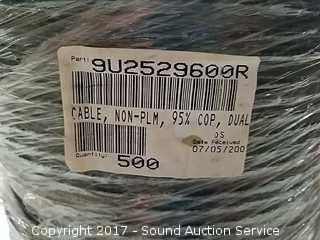 Part:
9U2529600R
CABLE, NON-PLM, 95% COP, DUAL
OS
Date Received
07/05/200
Quantity:
500
Copyright 2017 - Sound Auction Service